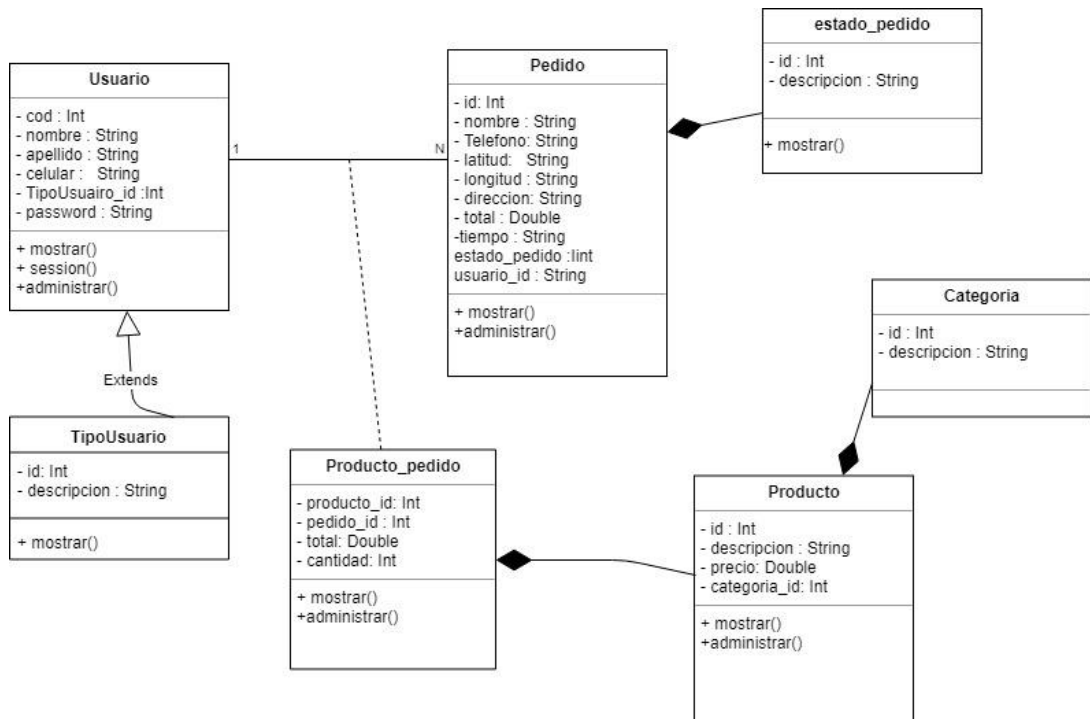 Usuario
- cod : Int
- nombre : String
- apellido : String
- celular : String
- TipoUsuairo_id :Int
- password : String
+ mostrar()
+ session()
+administrar()
1
N
Pedido
- id: Int
- nombre : String
- Telefono: String
- latitud: String
- longitud : String
- direccion: String
- total : Double
-tiempo : String
estado_pedido :Iint
usuario_id : String
+ mostrar()
+administrar()
estado_pedido
- id : Int
- descripcion : String
+ mostrar()
Categoria
- id : Int
- descripcion : String
Extends
TipoUsuario
- id: Int
- descripcion : String
+ mostrar()
Producto_pedido
- producto_id: Int
- pedido_id : Int
- total: Double
- cantidad: Int
+ mostrar()
+administrar()
Producto
- id : Int
- descripcion : String
- precio: Double
- categoria_id: Int
+ mostrar()
+administrar()